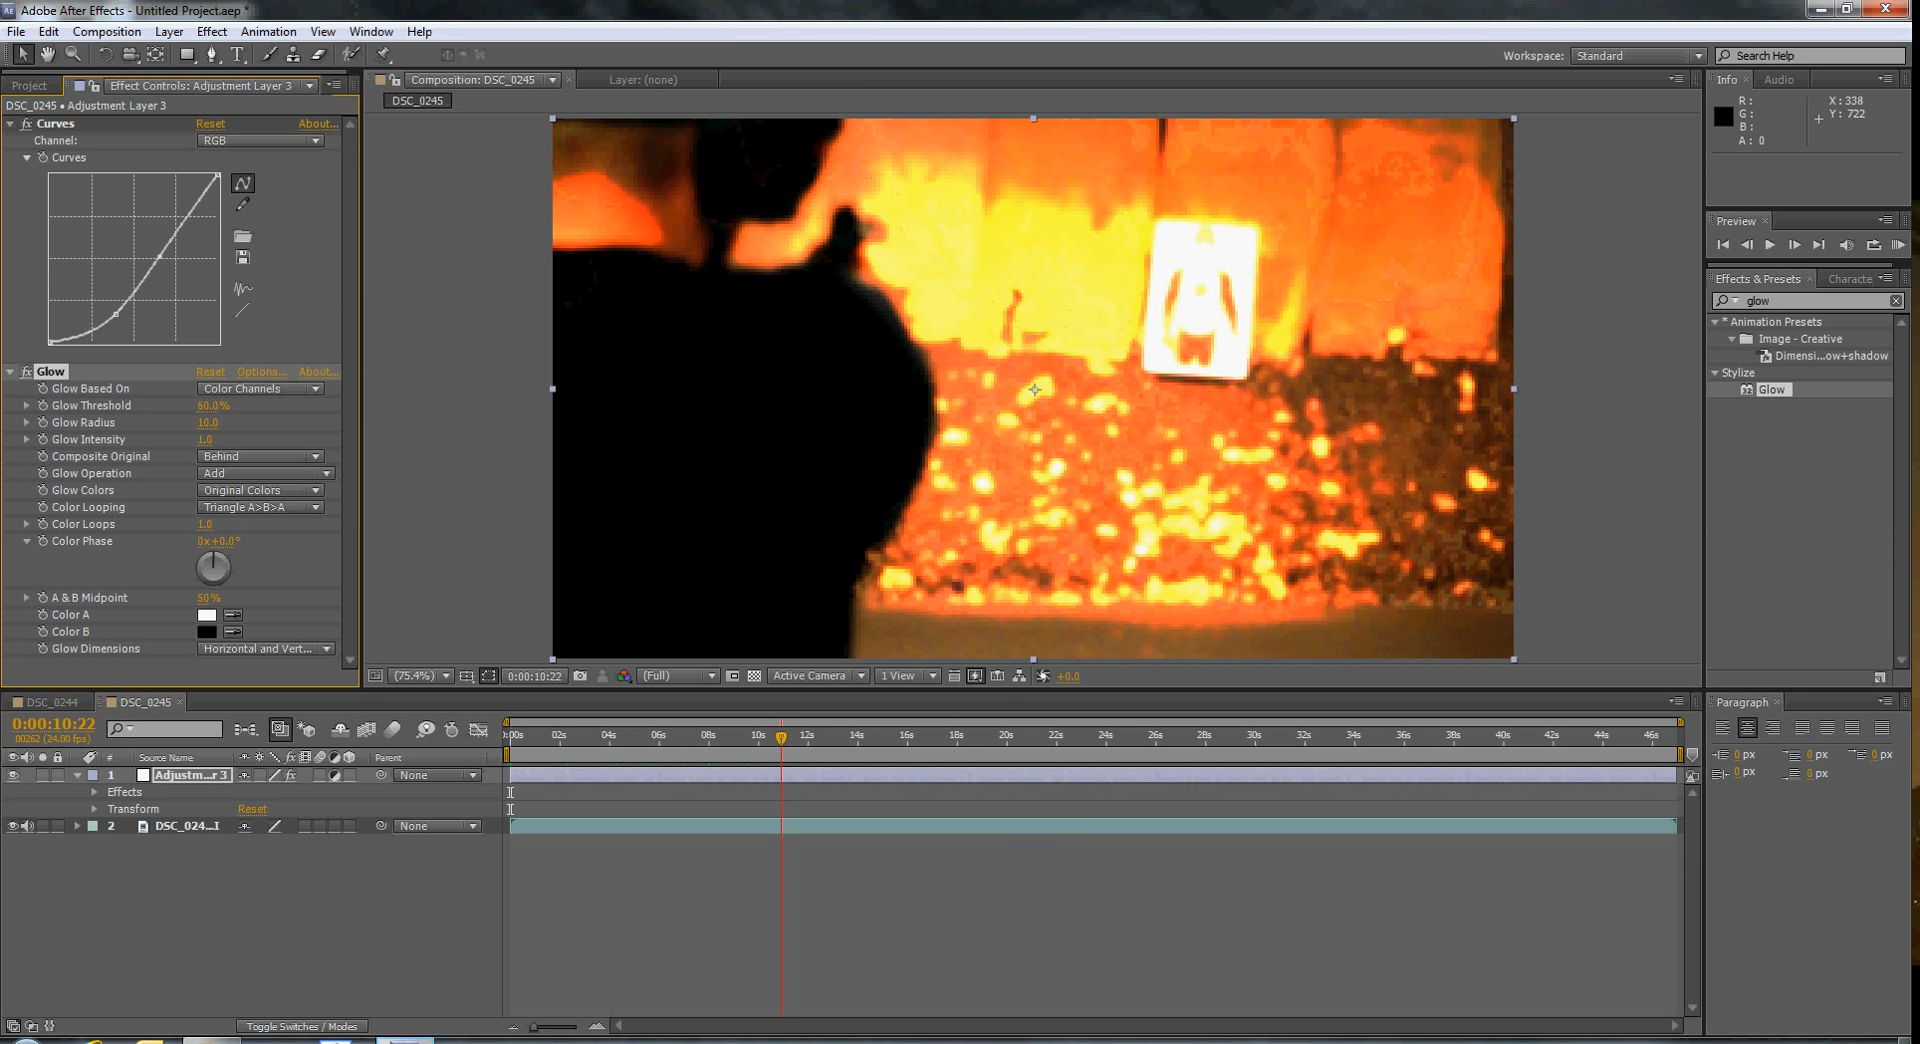 Adobe After Effects - Untitled Project.aep *
File Edit Composition Layer Effect Animation View Window Help
Workspace: Standard Search Help
Project Effect Controls: Adjustment Layer 3 Composition: DSC_0245 Layer: (none) Info Audio
DSC_0245 • Adjustment Layer 3 DSC_0245
R: X: 338
G: Y: 722
B:
A: 0
fx Curves Reset About...
Channel: RGB
Curves
Preview
Effects & Presets Characte
glow
* Animation Presets
Image - Creative
Dimensi...ow+shadow
Stylize
Glow
fx Glow Reset Options... About...
Glow Based On Color Channels
Glow Threshold 60.0%
Glow Radius 10.0
Glow Intensity 1.0
Composite Original Behind
Glow Operation Add
Glow Colors Original Colors
Color Looping Triangle A>B>A
Color Loops 1.0
Color Phase 0x+0.0°
A & B Midpoint 50%
Color A
Color B
Glow Dimensions Horizontal and Vert...
(75.4%) 0:00:10:22 (Full) Active Camera 1 View +0.0
DSC_0244 DSC_0245 Paragraph
0:00:10:22
00262 (24.00 fps)
0:00s 02s 04s 06s 08s 10s 12s 14s 16s 18s 20s 22s 24s 26s 28s 30s 32s 34s 36s 38s 40s 42s 44s 46s
# Source Name fx Parent
1 Adjustm...r 3 fx None
Effects
Transform Reset
2 DSC_024...I None
0 px 0 px 0 px
0 px 0 px
Toggle Switches / Modes